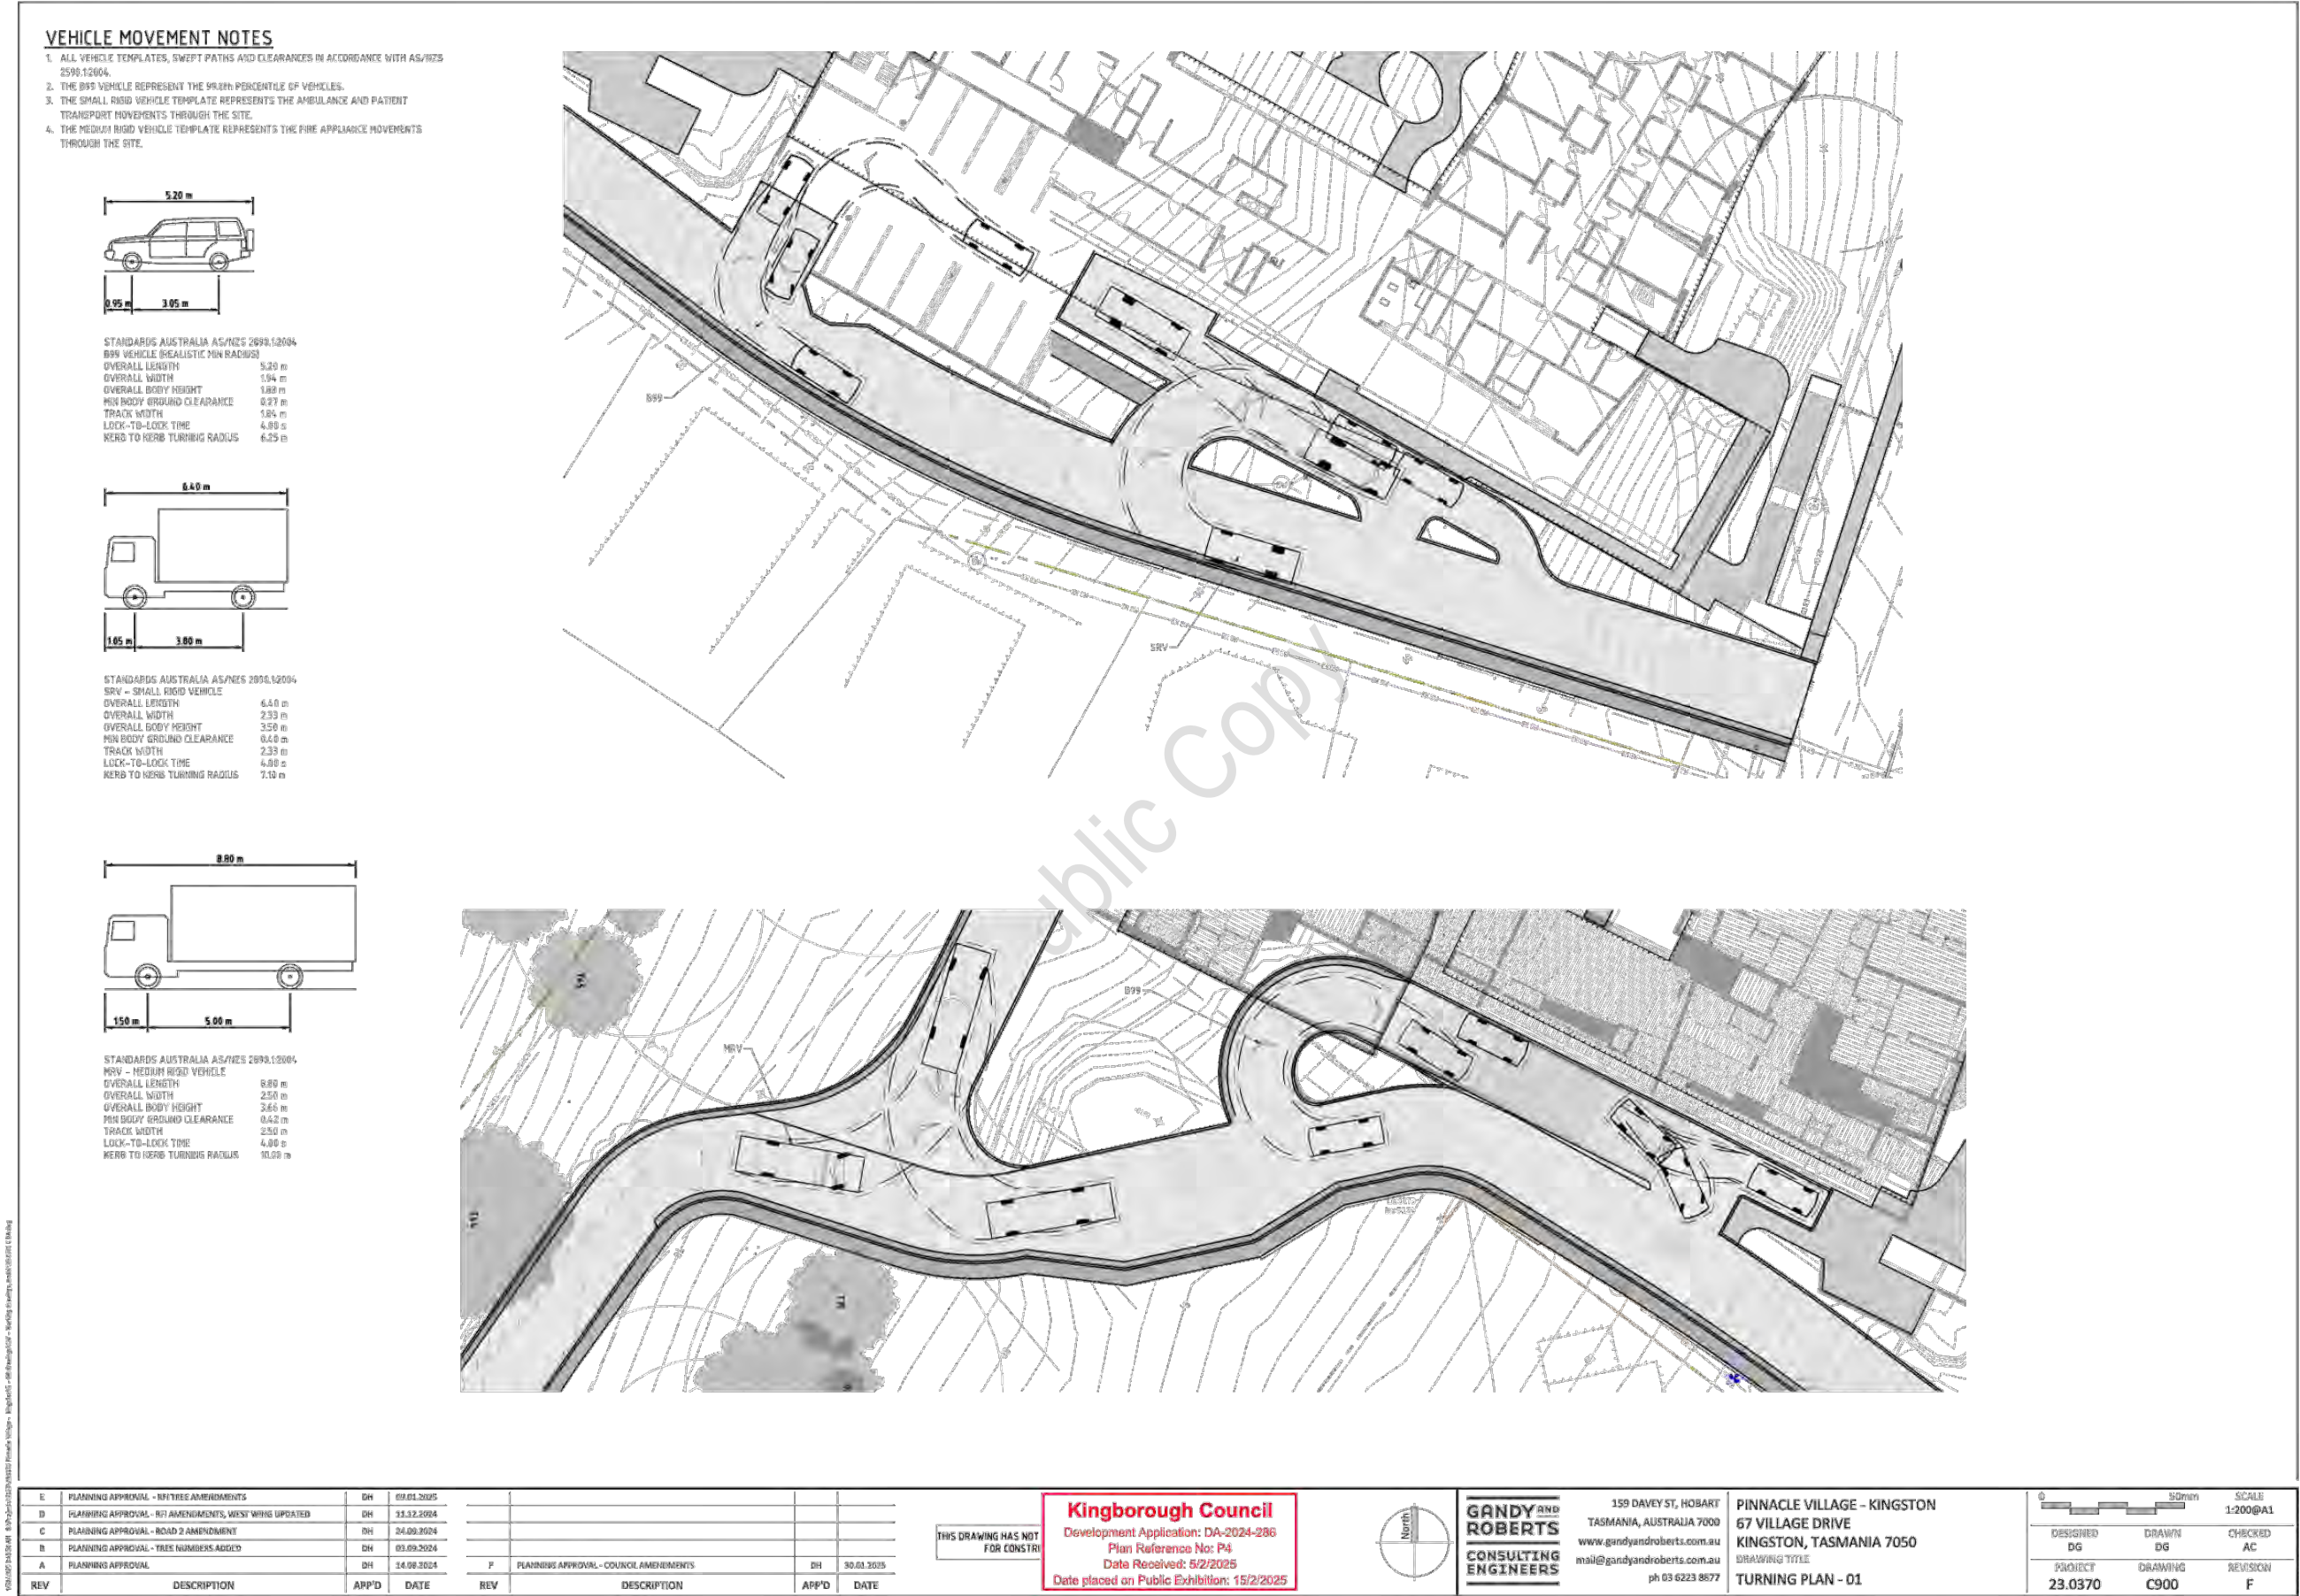 VEHICLE MOVEMENT NOTES
1. ALL VEHICLE TEMPLATES, SWEPT PATHS AND CLEARANCES IN ACCORDANCE WITH AS/NZS
2890.1:2004.
2. THE B99 VEHICLE REPRESENT THE 99.8th PERCENTILE OF VEHICLES.
3. THE SMALL RIGID VEHICLE TEMPLATE REPRESENTS THE AMBULANCE AND PATIENT
TRANSPORT MOVEMENTS THROUGH THE SITE.
4. THE MEDIUM RIGID VEHICLE TEMPLATE REPRESENTS THE FIRE APPLIANCE MOVEMENTS
THROUGH THE SITE.
5.20 m
0.95 m 3.05 m
STANDARDS AUSTRALIA AS/NZS 2890.1:2004
B99 VEHICLE (REALISTIC MIN RADIUS)
OVERALL LENGTH 5.20 m
OVERALL WIDTH 1.94 m
OVERALL BODY HEIGHT 1.88 m
MIN BODY GROUND CLEARANCE 0.27 m
TRACK WIDTH 1.84 m
LOCK-TO-LOCK TIME 4.00 s
KERB TO KERB TURNING RADIUS 6.25 m
6.40 m
1.05 m 3.80 m
STANDARDS AUSTRALIA AS/NZS 2890.1:2004
SRV - SMALL RIGID VEHICLE
OVERALL LENGTH 6.40 m
OVERALL WIDTH 2.33 m
OVERALL BODY HEIGHT 3.50 m
MIN BODY GROUND CLEARANCE 0.40 m
TRACK WIDTH 2.33 m
LOCK-TO-LOCK TIME 4.00 s
KERB TO KERB TURNING RADIUS 7.10 m
8.80 m
1.50 m 5.00 m
STANDARDS AUSTRALIA AS/NZS 2890.1:2004
MRV - MEDIUM RIGID VEHICLE
OVERALL LENGTH 8.80 m
OVERALL WIDTH 2.50 m
OVERALL BODY HEIGHT 3.66 m
MIN BODY GROUND CLEARANCE 0.42 m
TRACK WIDTH 2.50 m
LOCK-TO-LOCK TIME 4.00 s
KERB TO KERB TURNING RADIUS 10.00 m
B99
SRV
ublic Copy
B99
MRV
E PLANNING APPROVAL - RFI TREE AMENDMENTS DH 09.01.2025
D PLANNING APPROVAL - RFI AMENDMENTS, WEST WING UPDATED DH 11.12.2024
C PLANNING APPROVAL - ROAD 2 AMENDMENT DH 24.09.2024
B PLANNING APPROVAL - TREE NUMBERS ADDED DH 03.09.2024
A PLANNING APPROVAL DH 14.08.2024
REV DESCRIPTION APP'D DATE
F PLANNING APPROVAL - COUNCIL AMENDMENTS DH 30.01.2025
REV DESCRIPTION APP'D DATE
THIS DRAWING HAS NOT
FOR CONSTR
Kingborough Council
Development Application: DA-2024-286
Plan Reference No: P4
Date Received: 5/2/2025
Date placed on Public Exhibition: 15/2/2025
North
GANDY AND
ROBERTS
CONSULTING
ENGINEERS
159 DAVEY ST, HOBART
TASMANIA, AUSTRALIA 7000
www.gandyandroberts.com.au
mail@gandyandroberts.com.au
ph 03 6223 8877
PINNACLE VILLAGE - KINGSTON
67 VILLAGE DRIVE
KINGSTON, TASMANIA 7050
DRAWING TITLE
TURNING PLAN - 01
0 50mm
SCALE
1:200@A1
DESIGNED DRAWN CHECKED
DG DG AC
PROJECT DRAWING REVISION
23.0370 C900 F